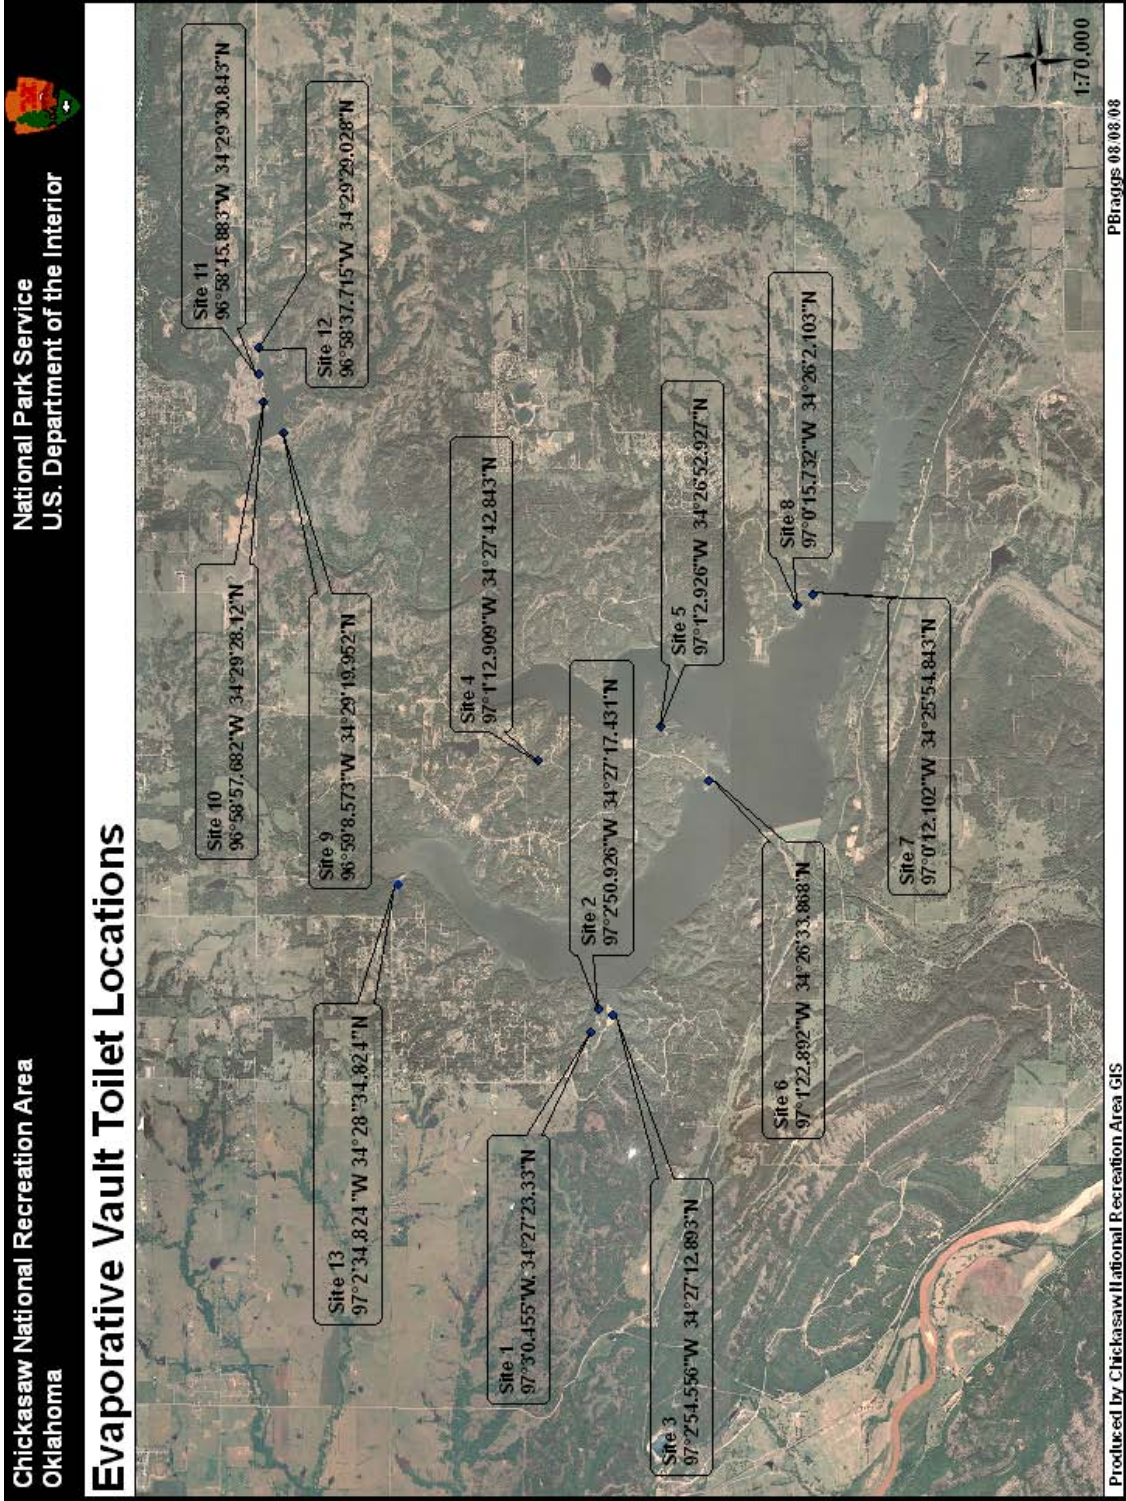 Chickasaw National Recreation Area
Oklahoma
National Park Service
U.S. Department of the Interior
Evaporative Vault Toilet Locations
Site 11
96°58'45.883"W 34°29'30.843"N
Site 12
96°58'37.715"W 34°29'29.028"N
Site 10
96°58'57.682"W 34°29'28.12"N
Site 9
96°59'8.573"W 34°29'19.952"N
Site 13
97°2'34.824"W 34°28'34.824"N
Site 4
97°1'12.909"W 34°27'42.843"N
Site 1
97°3'0.455"W 34°27'23.33"N
Site 2
97°2'50.926"W 34°27'17.431"N
Site 3
97°2'54.556"W 34°27'12.893"N
Site 5
97°1'2.926"W 34°26'52.927"N
Site 6
97°1'22.892"W 34°26'33.868"N
Site 8
97°0'15.732"W 34°26'2.103"N
Site 7
97°0'12.102"W 34°25'54.843"N
N
1:70,000
Produced by Chickasaw National Recreation Area GIS
PBraggs 08/08/08